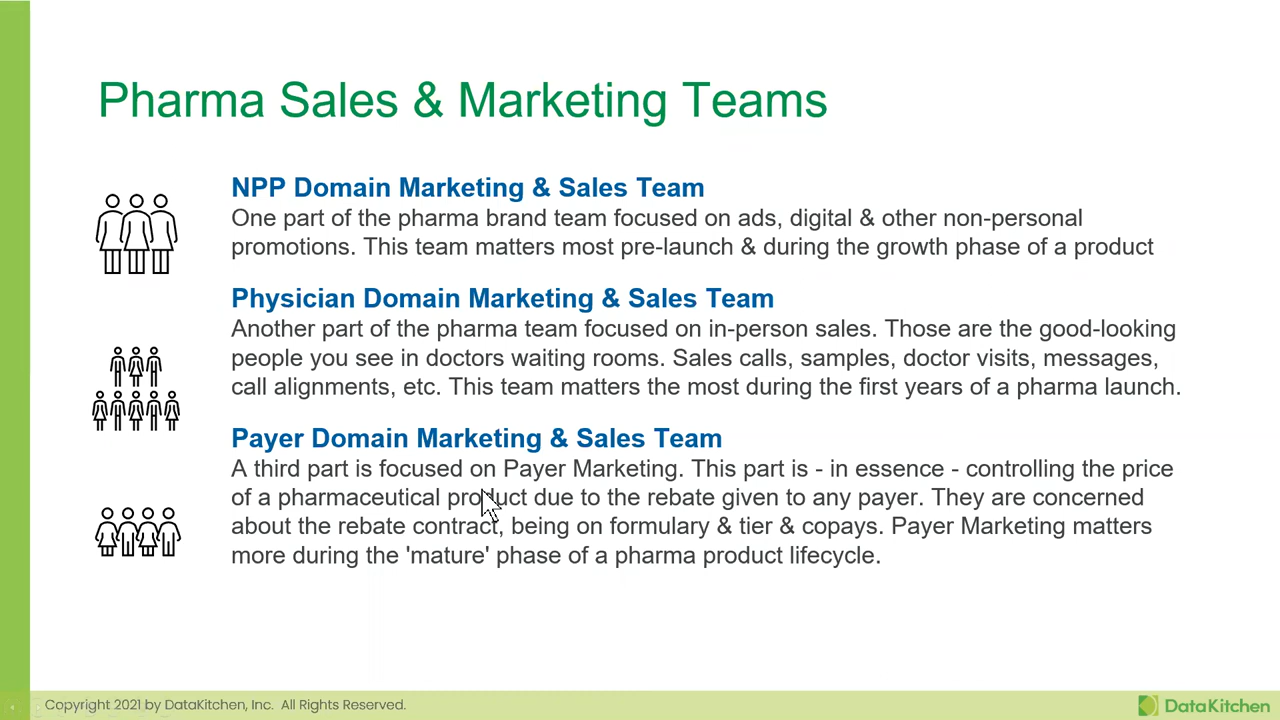 Pharma Sales & Marketing Teams
NPP Domain Marketing & Sales Team
One part of the pharma brand team focused on ads, digital & other non-personal
promotions. This team matters most pre-launch & during the growth phase of a product
Physician Domain Marketing & Sales Team
Another part of the pharma team focused on in-person sales. Those are the good-looking
people you see in doctors waiting rooms. Sales calls, samples, doctor visits, messages,
call alignments, etc. This team matters the most during the first years of a pharma launch.
Payer Domain Marketing & Sales Team
A third part is focused on Payer Marketing. This part is - in essence - controlling the price
of a pharmaceutical product due to the rebate given to any payer. They are concerned
about the rebate contract, being on formulary & tier & copays. Payer Marketing matters
more during the 'mature' phase of a pharma product lifecycle.
Copyright 2021 by DataKitchen, Inc. All Rights Reserved.
DataKitchen